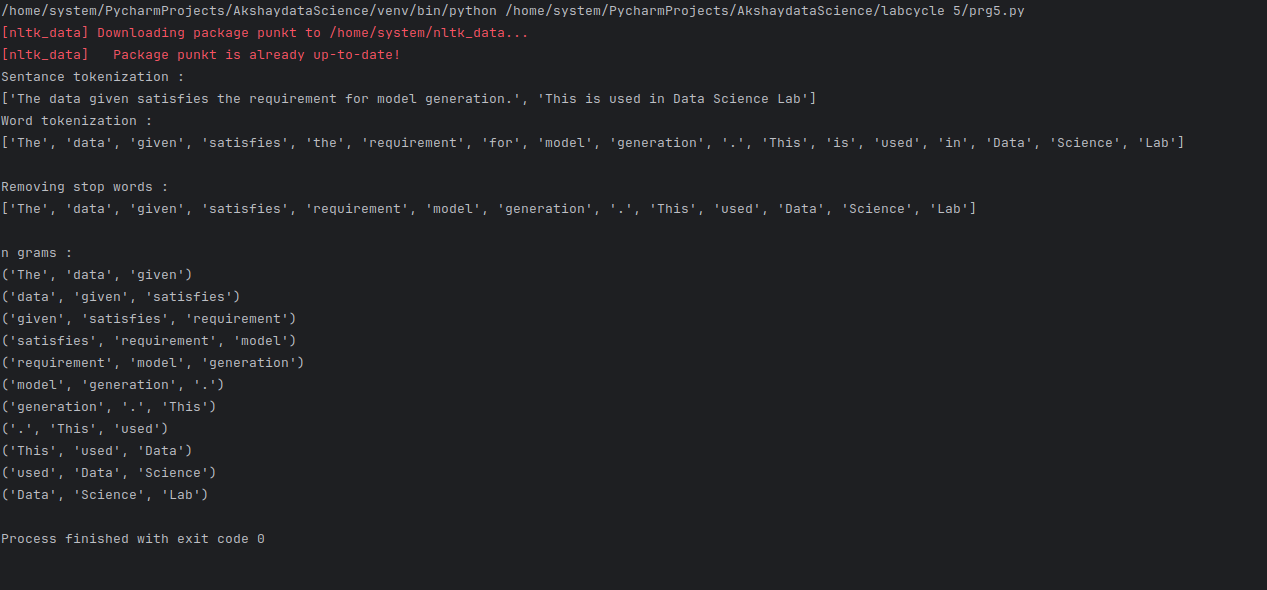 /home/system/PycharmProjects/AkshaydataScience/venv/bin/python /home/system/PycharmProjects/AkshaydataScience/labcycle 5/prg5.py
[nltk_data] Downloading package punkt to /home/system/nltk_data...
[nltk_data]   Package punkt is already up-to-date!
Sentance tokenization :
['The data given satisfies the requirement for model generation.', 'This is used in Data Science Lab']
Word tokenization :
['The', 'data', 'given', 'satisfies', 'the', 'requirement', 'for', 'model', 'generation', '.', 'This', 'is', 'used', 'in', 'Data', 'Science', 'Lab']
Removing stop words :
['The', 'data', 'given', 'satisfies', 'requirement', 'model', 'generation', '.', 'This', 'used', 'Data', 'Science', 'Lab']
n grams :
('The', 'data', 'given')
('data', 'given', 'satisfies')
('given', 'satisfies', 'requirement')
('satisfies', 'requirement', 'model')
('requirement', 'model', 'generation')
('model', 'generation', '.')
('generation', '.', 'This')
('.', 'This', 'used')
('This', 'used', 'Data')
('used', 'Data', 'Science')
('Data', 'Science', 'Lab')
Process finished with exit code 0